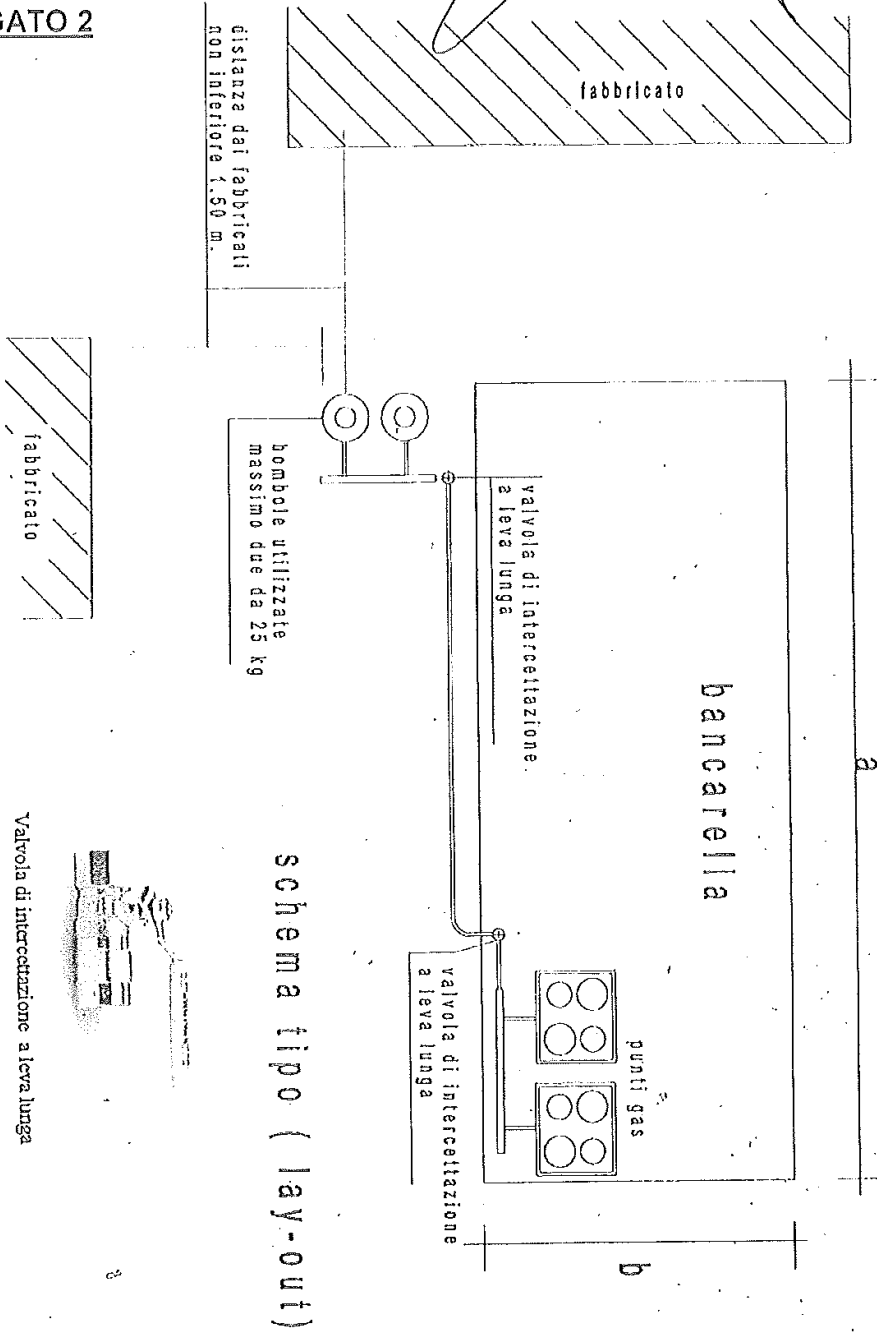 GATO 2
fabbricato
distanza dai fabbricati
non inferiore 1.50 m.
a
bancarella
valvola di intercettazione
a leva lunga
bombole utilizzate
massimo due da 25 kg
fabbricato
punti gas
valvola di intercettazione
a leva lunga
b
schema tipo ( lay-out)
Valvola di intercettazione a leva lunga